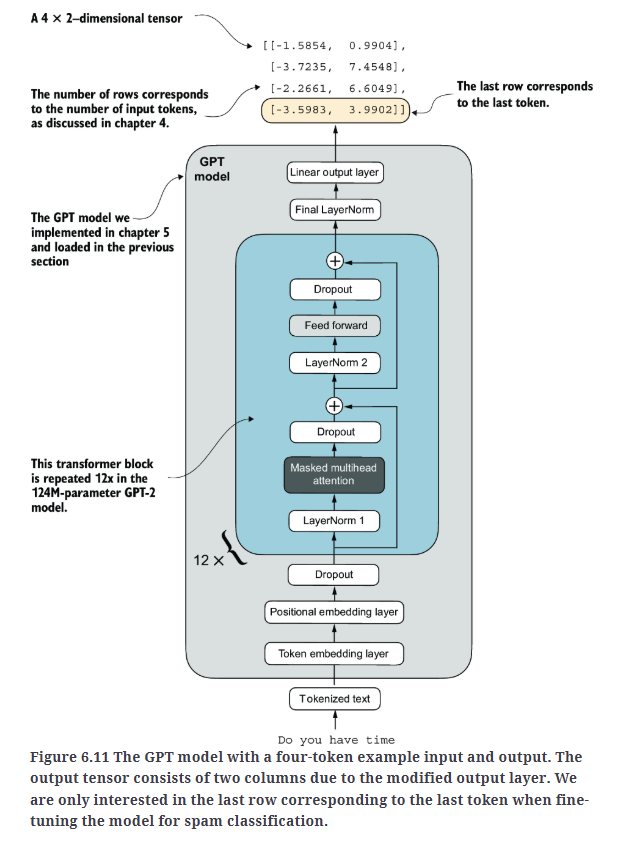 A 4 × 2–dimensional tensor
[[-1.5854, 0.9904],
[-3.7235, 7.4548],
[-2.2661, 6.6049],
[-3.5983, 3.9902]]
The number of rows corresponds
to the number of input tokens,
as discussed in chapter 4.
The last row corresponds
to the last token.
GPT
model
Linear output layer
Final LayerNorm
The GPT model we
implemented in chapter 5
and loaded in the previous
section
+
Dropout
Feed forward
LayerNorm 2
+
Dropout
Masked multihead
attention
LayerNorm 1
This transformer block
is repeated 12x in the
124M-parameter GPT-2
model.
12 ×
Dropout
Positional embedding layer
Token embedding layer
Tokenized text
Do you have time
Figure 6.11 The GPT model with a four-token example input and output. The
output tensor consists of two columns due to the modified output layer. We
are only interested in the last row corresponding to the last token when fine-
tuning the model for spam classification.